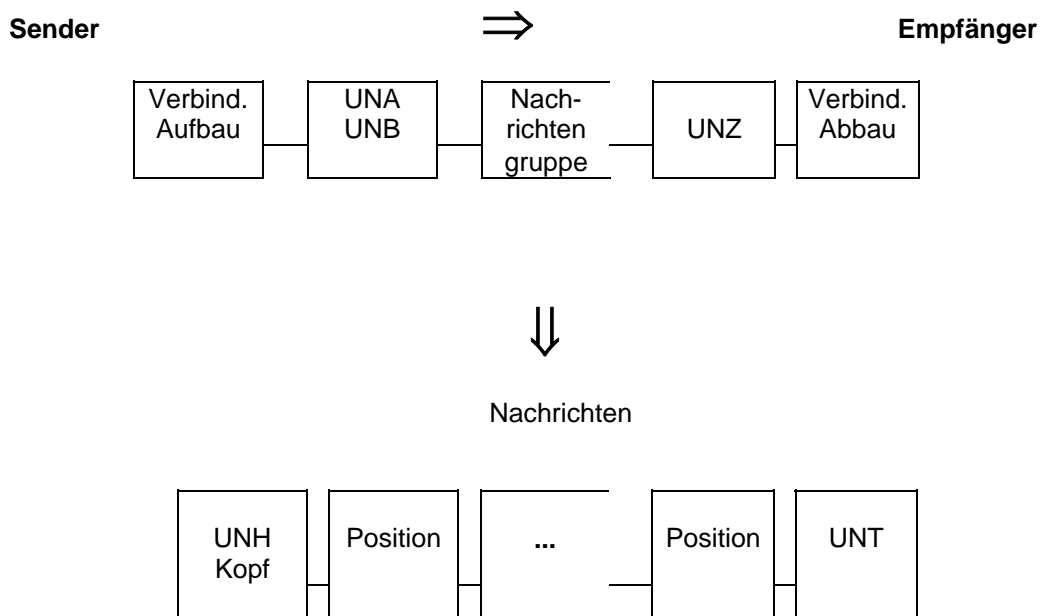 Sender ⇒ Empfänger
Verbind.
Aufbau
UNA
UNB
Nach-
richten
gruppe
UNZ
Verbind.
Abbau
⇓
Nachrichten
UNH
Kopf
Position
...
Position
UNT